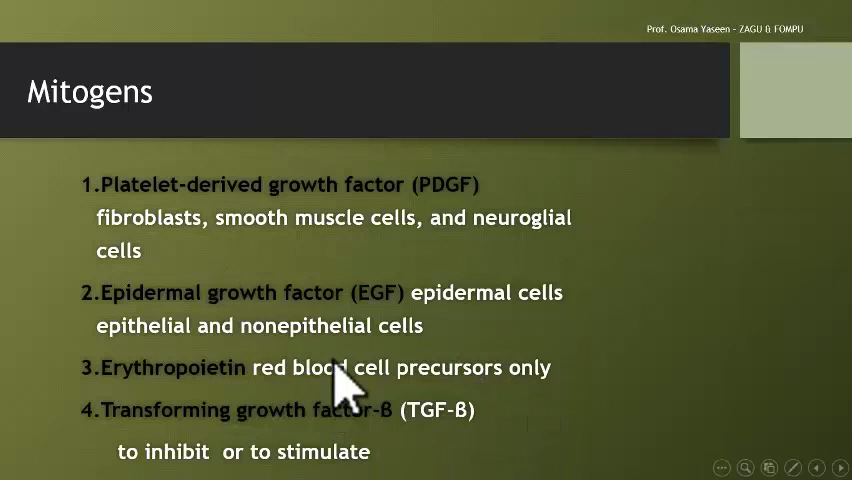 Prof. Osama Yaseen – ZAGU & FOMPU
Mitogens
1.Platelet-derived growth factor (PDGF)
fibroblasts, smooth muscle cells, and neuroglial
cells
2.Epidermal growth factor (EGF) epidermal cells
epithelial and nonepithelial cells
3.Erythropoietin red blood cell precursors only
4.Transforming growth factor-ß (TGF-ß)
to inhibit or to stimulate